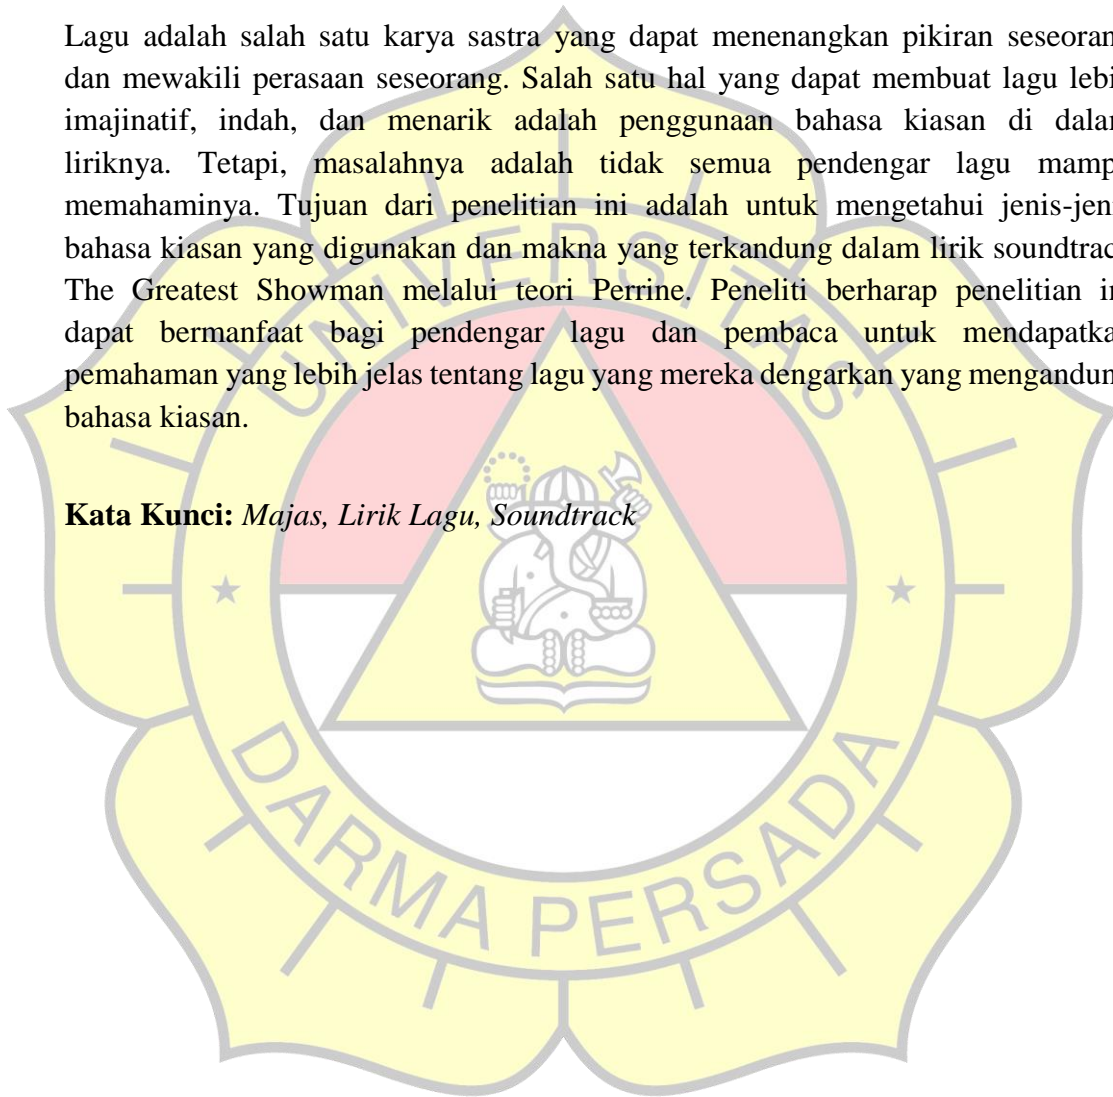 Lagu adalah salah satu karya sastra yang dapat menenangkan pikiran seseoran
dan mewakili perasaan seseorang. Salah satu hal yang dapat membuat lagu lebi
imajinatif, indah, dan menarik adalah penggunaan bahasa kiasan di dala
liriknya. Tetapi, masalahnya adalah tidak semua pendengar lagu mamp
memahaminya. Tujuan dari penelitian ini adalah untuk mengetahui jenis-jen
bahasa kiasan yang digunakan dan makna yang terkandung dalam lirik soundtrac
The Greatest Showman melalui teori Perrine. Peneliti berharap penelitian in
dapat bermanfaat bagi pendengar lagu dan pembaca untuk mendapatka
pemahaman yang lebih jelas tentang lagu yang mereka dengarkan yang mengandun
bahasa kiasan.
Kata Kunci: Majas, Lirik Lagu, Soundtrack
UNIVERSITAS
DARMA PERSADA